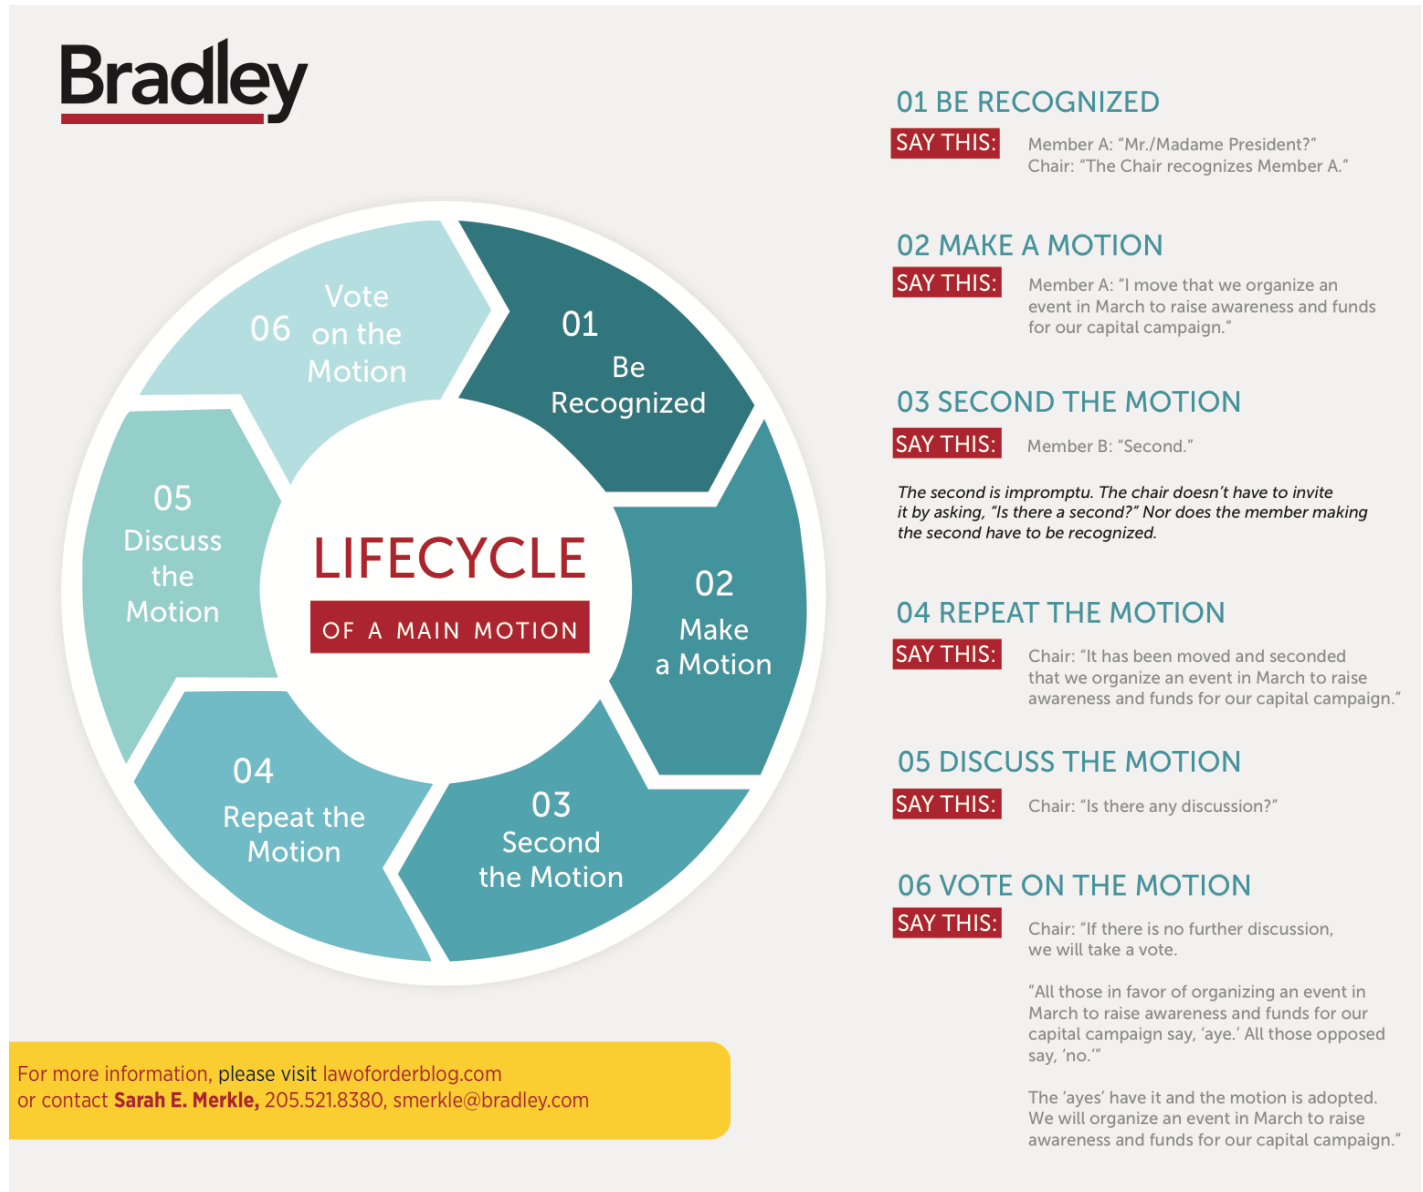 Bradley
06
Vote
on the
Motion
01
Be
Recognized
02
Make
a Motion
03
Second
the Motion
04
Repeat the
Motion
05
Discuss
the
Motion
LIFECYCLE
OF A MAIN MOTION
01 BE RECOGNIZED
SAY THIS:
Member A: “Mr./Madame President?”
Chair: “The Chair recognizes Member A.”
02 MAKE A MOTION
SAY THIS:
Member A: “I move that we organize an
event in March to raise awareness and funds
for our capital campaign.”
03 SECOND THE MOTION
SAY THIS:
Member B: “Second.”
The second is impromptu. The chair doesn’t have to invite
it by asking, “Is there a second?” Nor does the member making
the second have to be recognized.
04 REPEAT THE MOTION
SAY THIS:
Chair: “It has been moved and seconded
that we organize an event in March to raise
awareness and funds for our capital campaign.”
05 DISCUSS THE MOTION
SAY THIS:
Chair: “Is there any discussion?”
06 VOTE ON THE MOTION
SAY THIS:
Chair: “If there is no further discussion,
we will take a vote.
“All those in favor of organizing an event in
March to raise awareness and funds for our
capital campaign say, ‘aye.’ All those opposed
say, ‘no.’”
The ‘ayes’ have it and the motion is adopted.
We will organize an event in March to raise
awareness and funds for our capital campaign.”
For more information, please visit lawoforderblog.com
or contact Sarah E. Merkle, 205.521.8380, smerkle@bradley.com